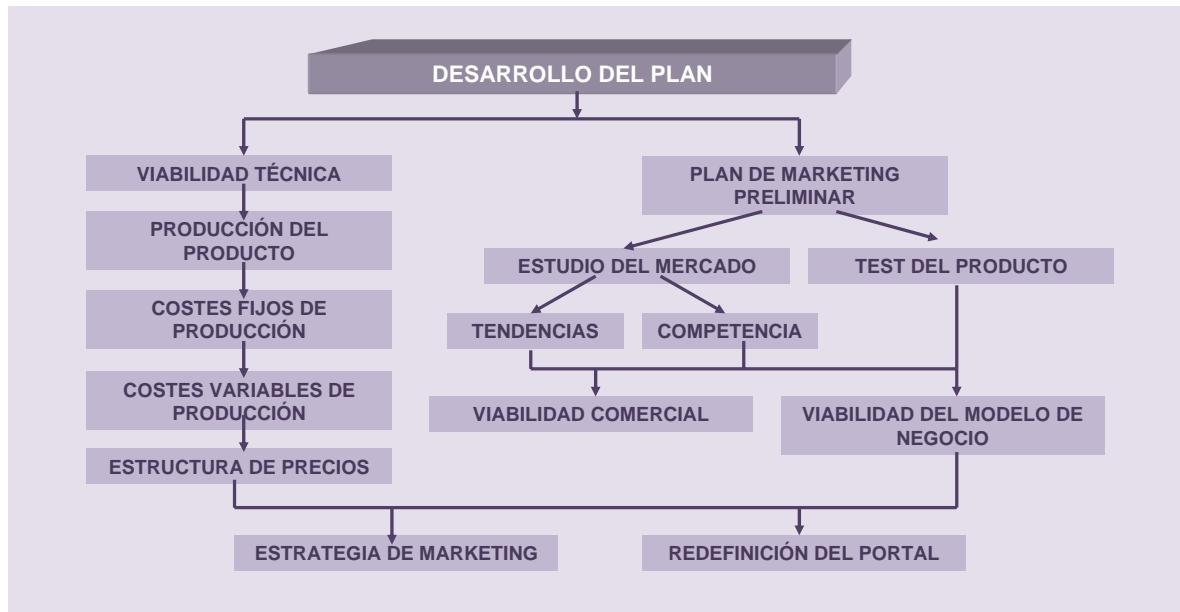 DESARROLLO DEL PLAN
VIABILIDAD TÉCNICA
PLAN DE MARKETING
PRELIMINAR
PRODUCCIÓN DEL
PRODUCTO
ESTUDIO DEL MERCADO
TEST DEL PRODUCTO
COSTES FIJOS DE
PRODUCCIÓN
TENDENCIAS
COMPETENCIA
COSTES VARIABLES DE
PRODUCCIÓN
VIABILIDAD COMERCIAL
VIABILIDAD DEL MODELO DE
NEGOCIO
ESTRUCTURA DE PRECIOS
ESTRATEGIA DE MARKETING
REDEFINICIÓN DEL PORTAL